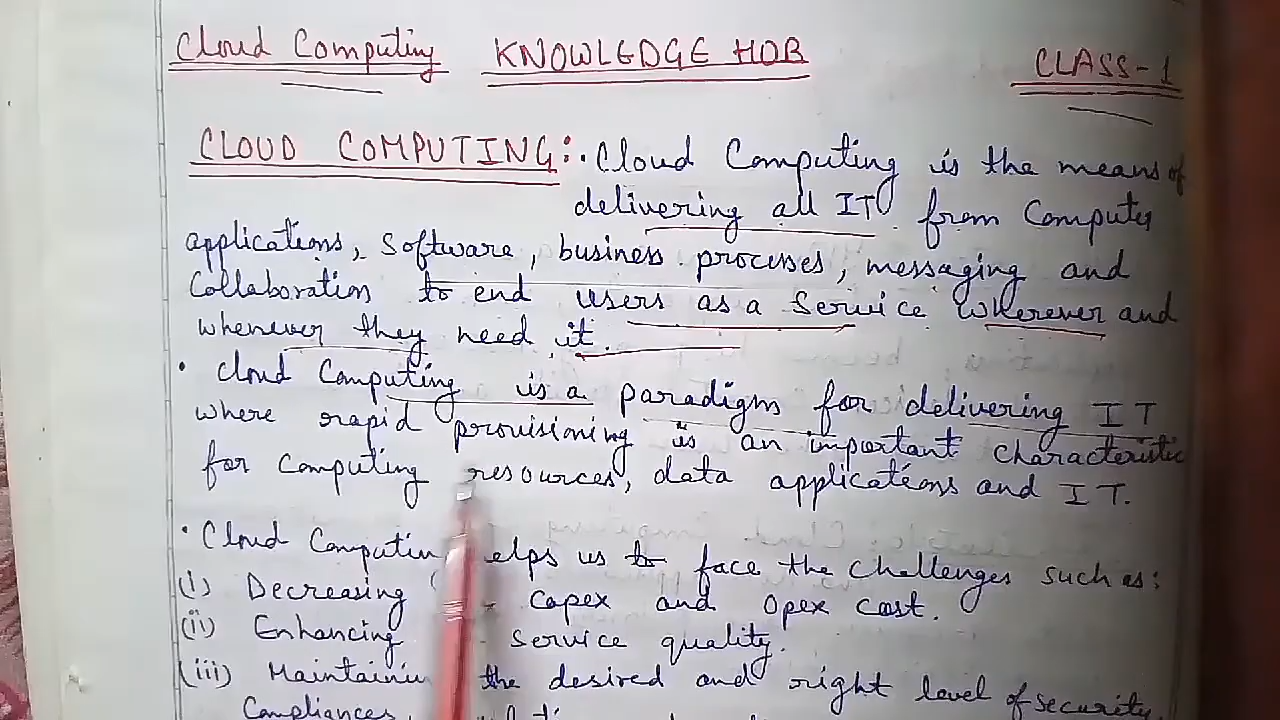 Cloud Computing KNOWLEDGE HUB CLASS-1
CLOUD COMPUTING:. Cloud Computing is the means of
delivering all IT from Computer
applications, Software, business processes, messaging and
Collaboration to end users as a Service Wherever and
whenever they need it.
• Cloud Computing is a paradigm for delivering IT
where rapid provisioning is an important characteristic
for Computing resources, data applications and IT.
• Cloud Computing helps us to face the challenges such as:
(i) Decreasing Capex and Opex cost.
(ii) Enhancing service quality.
(iii) Maintaining the desired and right level of security,
Compliances,